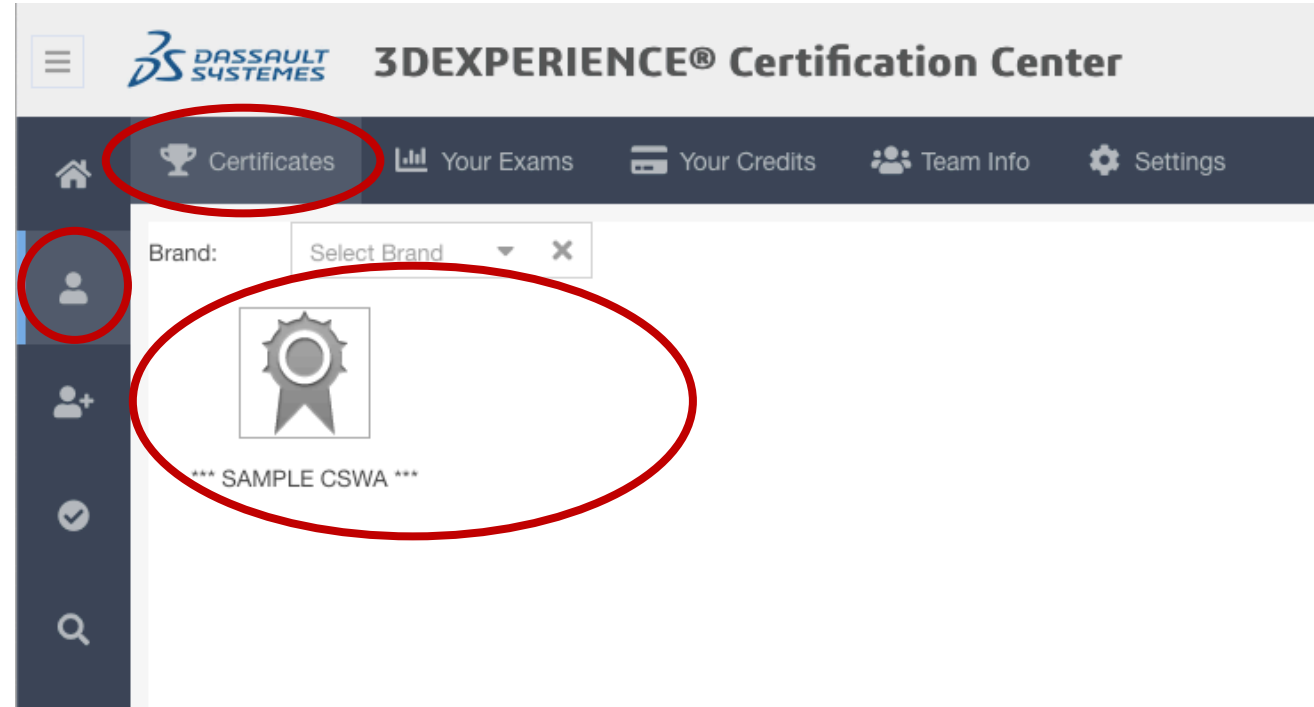 DASSAULT
SYSTEMES
3DEXPERIENCE® Certification Center
Certificates Your Exams Your Credits Team Info Settings
Brand: Select Brand
*** SAMPLE CSWA ***